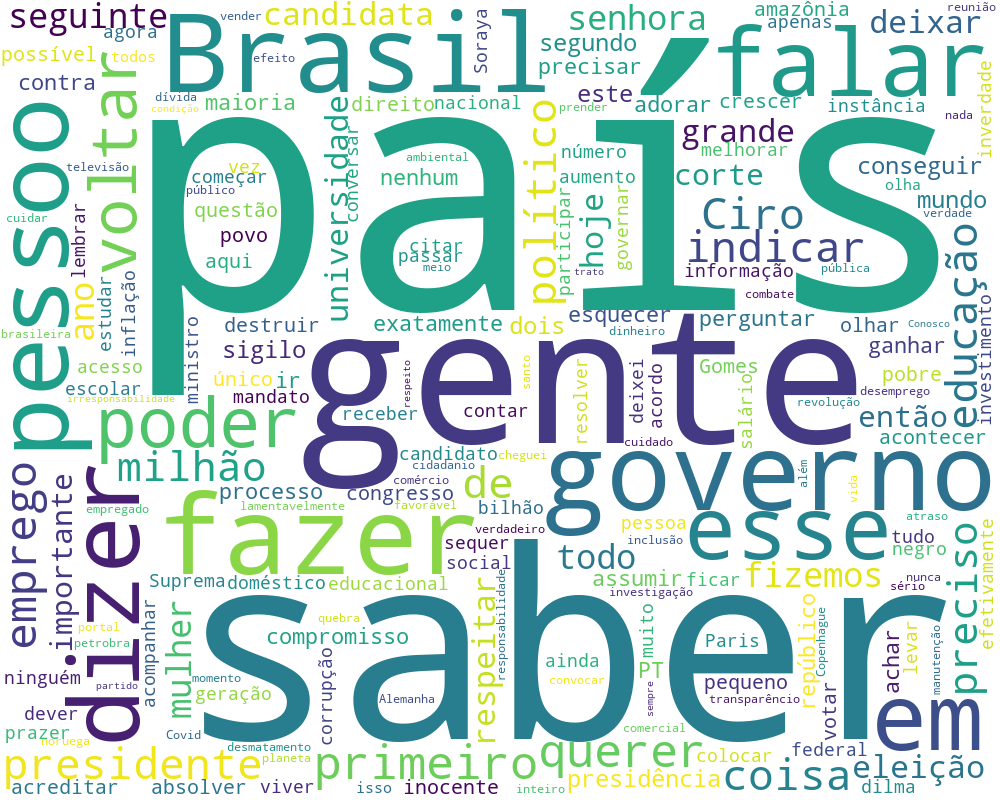 seguinte
agora
possível
todos
contra
vender
efeito
Soraya
candidata
Brasil
senhora
segundo
precisar
amazônia
apenas
reunião
deixar
falar
pessoo
voltar
dívida
condição
maioria
direito
nacional
este
adorar
crescer
instância
inverdade
nada
país
televisão
cuidar
lembrar
começar
vez
público
questão
povo
aqui
universidade
conversar
ambiental
nenhum
citar
passar
meio
político
participar
número
aumento
hoje
governar
prender
trato
grande
melhorar
corte
Ciro
indicar
informação
combate
pública
conseguir
olha
mundo
verdade
educação
ano
estudar
inflação
brasileira
acesso
escolar
irresponsabilidade
ministro
destruir
sigilo
único
ir
mandato
exatamente
dois
esquecer
dinheiro
perguntar
olhar
Conosco
ganhar
investimento
gente
respeito
santo
resolver
deixei
acordo
Gomes
salário
pobre
desemprego
revolução
então
acontecer
poder
receber
contar
cuidado
milhão
candidato
cidadanio
cheguei
comércio
favorável
processo
congresso
lamentavelmente
de
bilhão
governo
além
vida
emprego
importante
empregado
dizer
fazer
verdadeiro
sequer
social
todo
pessoa
inclusão
esse
atraso
tudo
negro
preciso
efetivamente
Suprema
doméstico
educacional
assumir
ficar
investigação
fizemos
nunca
sério
portal
petrobra
ninguém
partido
acompanhar
mulher
quebra
compromisso
respeitar
responsabilidade
saber
ainda
convocar
muito
PT
sempre
Paris
pequeno
transparêncio
republico
Copenhague
achar
levar
manutenção
dever
prazer
noruega
momento
geração
Covid
corrupção
Alemanha
desmatamento
planeta
comercial
votar
em
presidente
acreditar
absolver
viver
isso
primeiro
inocente
inteiro
querer
presidência
colocar
coisa
federal
dilma
eleição